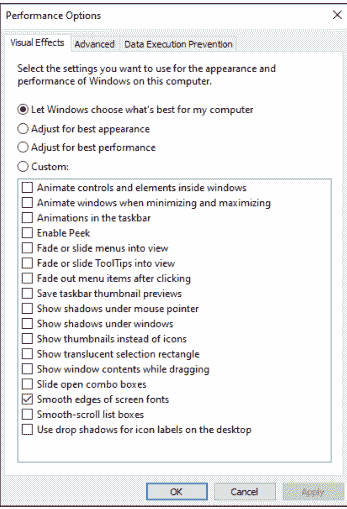 Performance Options
Visual Effects Advanced Data Execution Prevention
Select the settings you want to use for the appearance and
performance of Windows on this computer.
Let Windows choose what's best for my computer
Adjust for best appearance
Adjust for best performance
Custom:
Animate controls and elements inside windows
Animate windows when minimizing and maximizing
Animations in the taskbar
Enable Peek
Fade or slide menus into view
Fade or slide ToolTips into view
Fade out menu items after clicking
Save taskbar thumbnail previews
Show shadows under mouse pointer
Show shadows under windows
Show thumbnails instead of icons
Show translucent selection rectangle
Show window contents while dragging
Slide open combo boxes
Smooth edges of screen fonts
Smooth-scroll list boxes
Use drop shadows for icon labels on the desktop
OK Cancel Apply